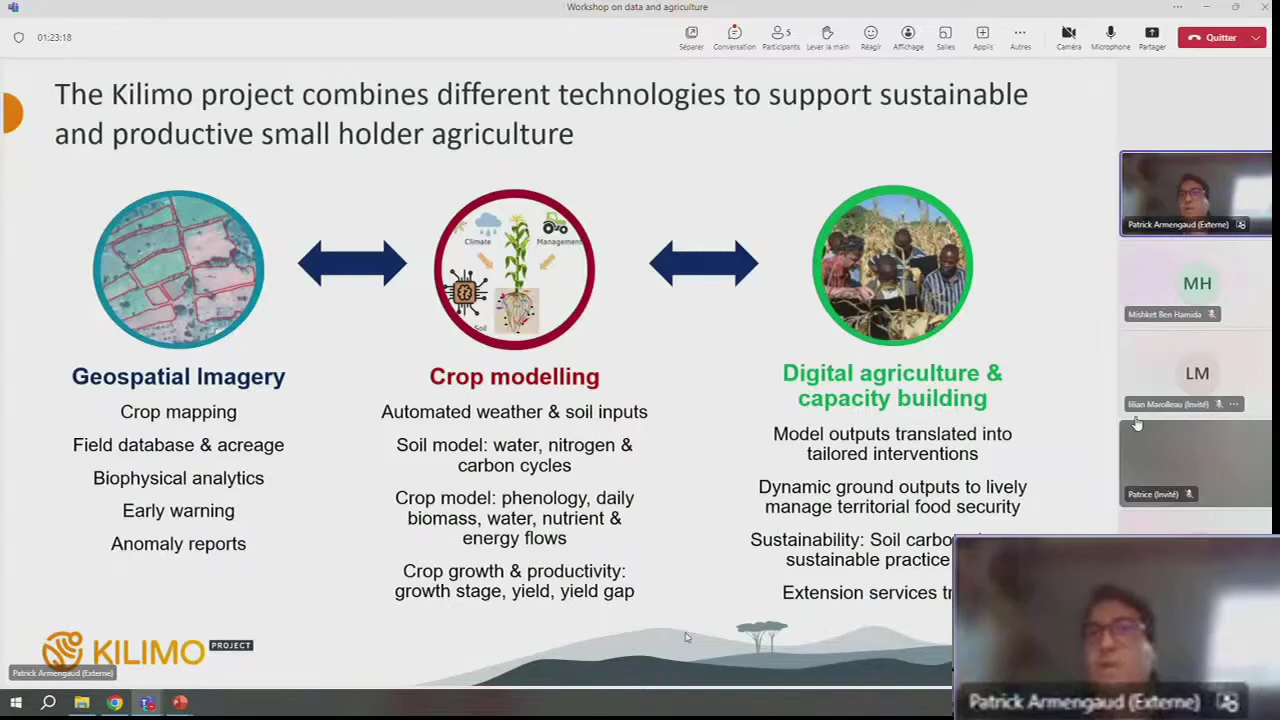 Workshop on data and agriculture
01:23:18
Séparer
Conversation
5
Participants
Lever la main
Réagir
Affichage
Salles
Applis
Autres
Caméra
Microphone
Partager
Quitter
The Kilimo project combines different technologies to support sustainable
and productive small holder agriculture
Climate
Management
Soil
Geospatial Imagery
Crop mapping
Field database & acreage
Biophysical analytics
Early warning
Anomaly reports
Crop modelling
Automated weather & soil inputs
Soil model: water, nitrogen &
carbon cycles
Crop model: phenology, daily
biomass, water, nutrient &
energy flows
Crop growth & productivity:
growth stage, yield, yield gap
Digital agriculture &
capacity building
Model outputs translated into
tailored interventions
Dynamic ground outputs to lively
manage territorial food security
Sustainability: Soil carbo
sustainable practice
Extension services
KILIMO PROJECT
Patrick Armengaud (Externe)
Patrick Armengaud (Externe)
MH
Mishket Ben Hamida
LM
lilian Marolleau (Invité)
Patrice (Invité)
Patrick Armengaud (Externe)